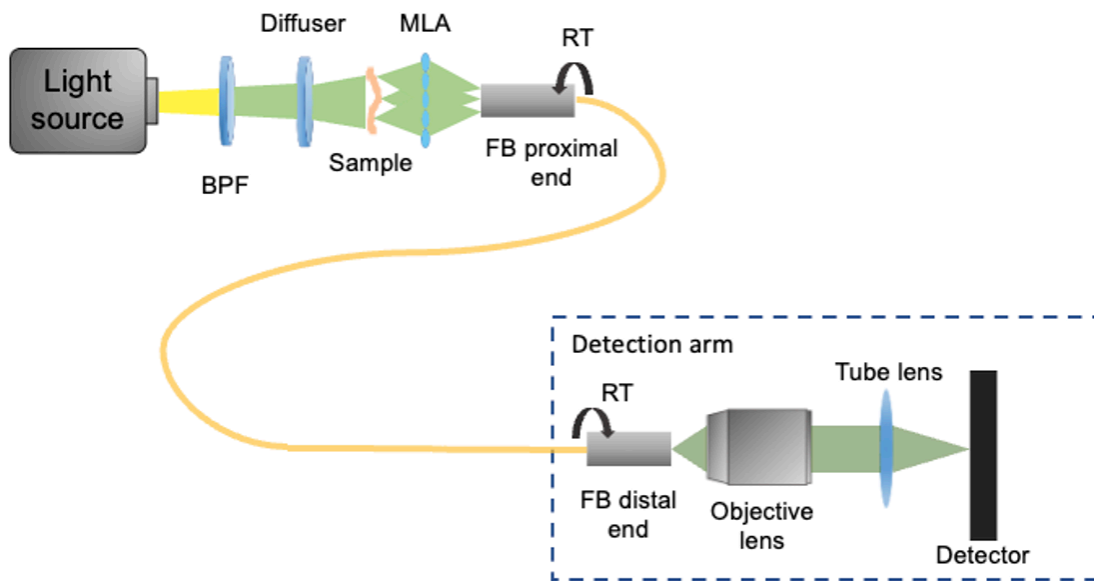 Diffuser
MLA
RT
Light
source
BPF
Sample
FB proximal
end
Detection arm
RT
Tube lens
FB distal
end
Objective
lens
Detector